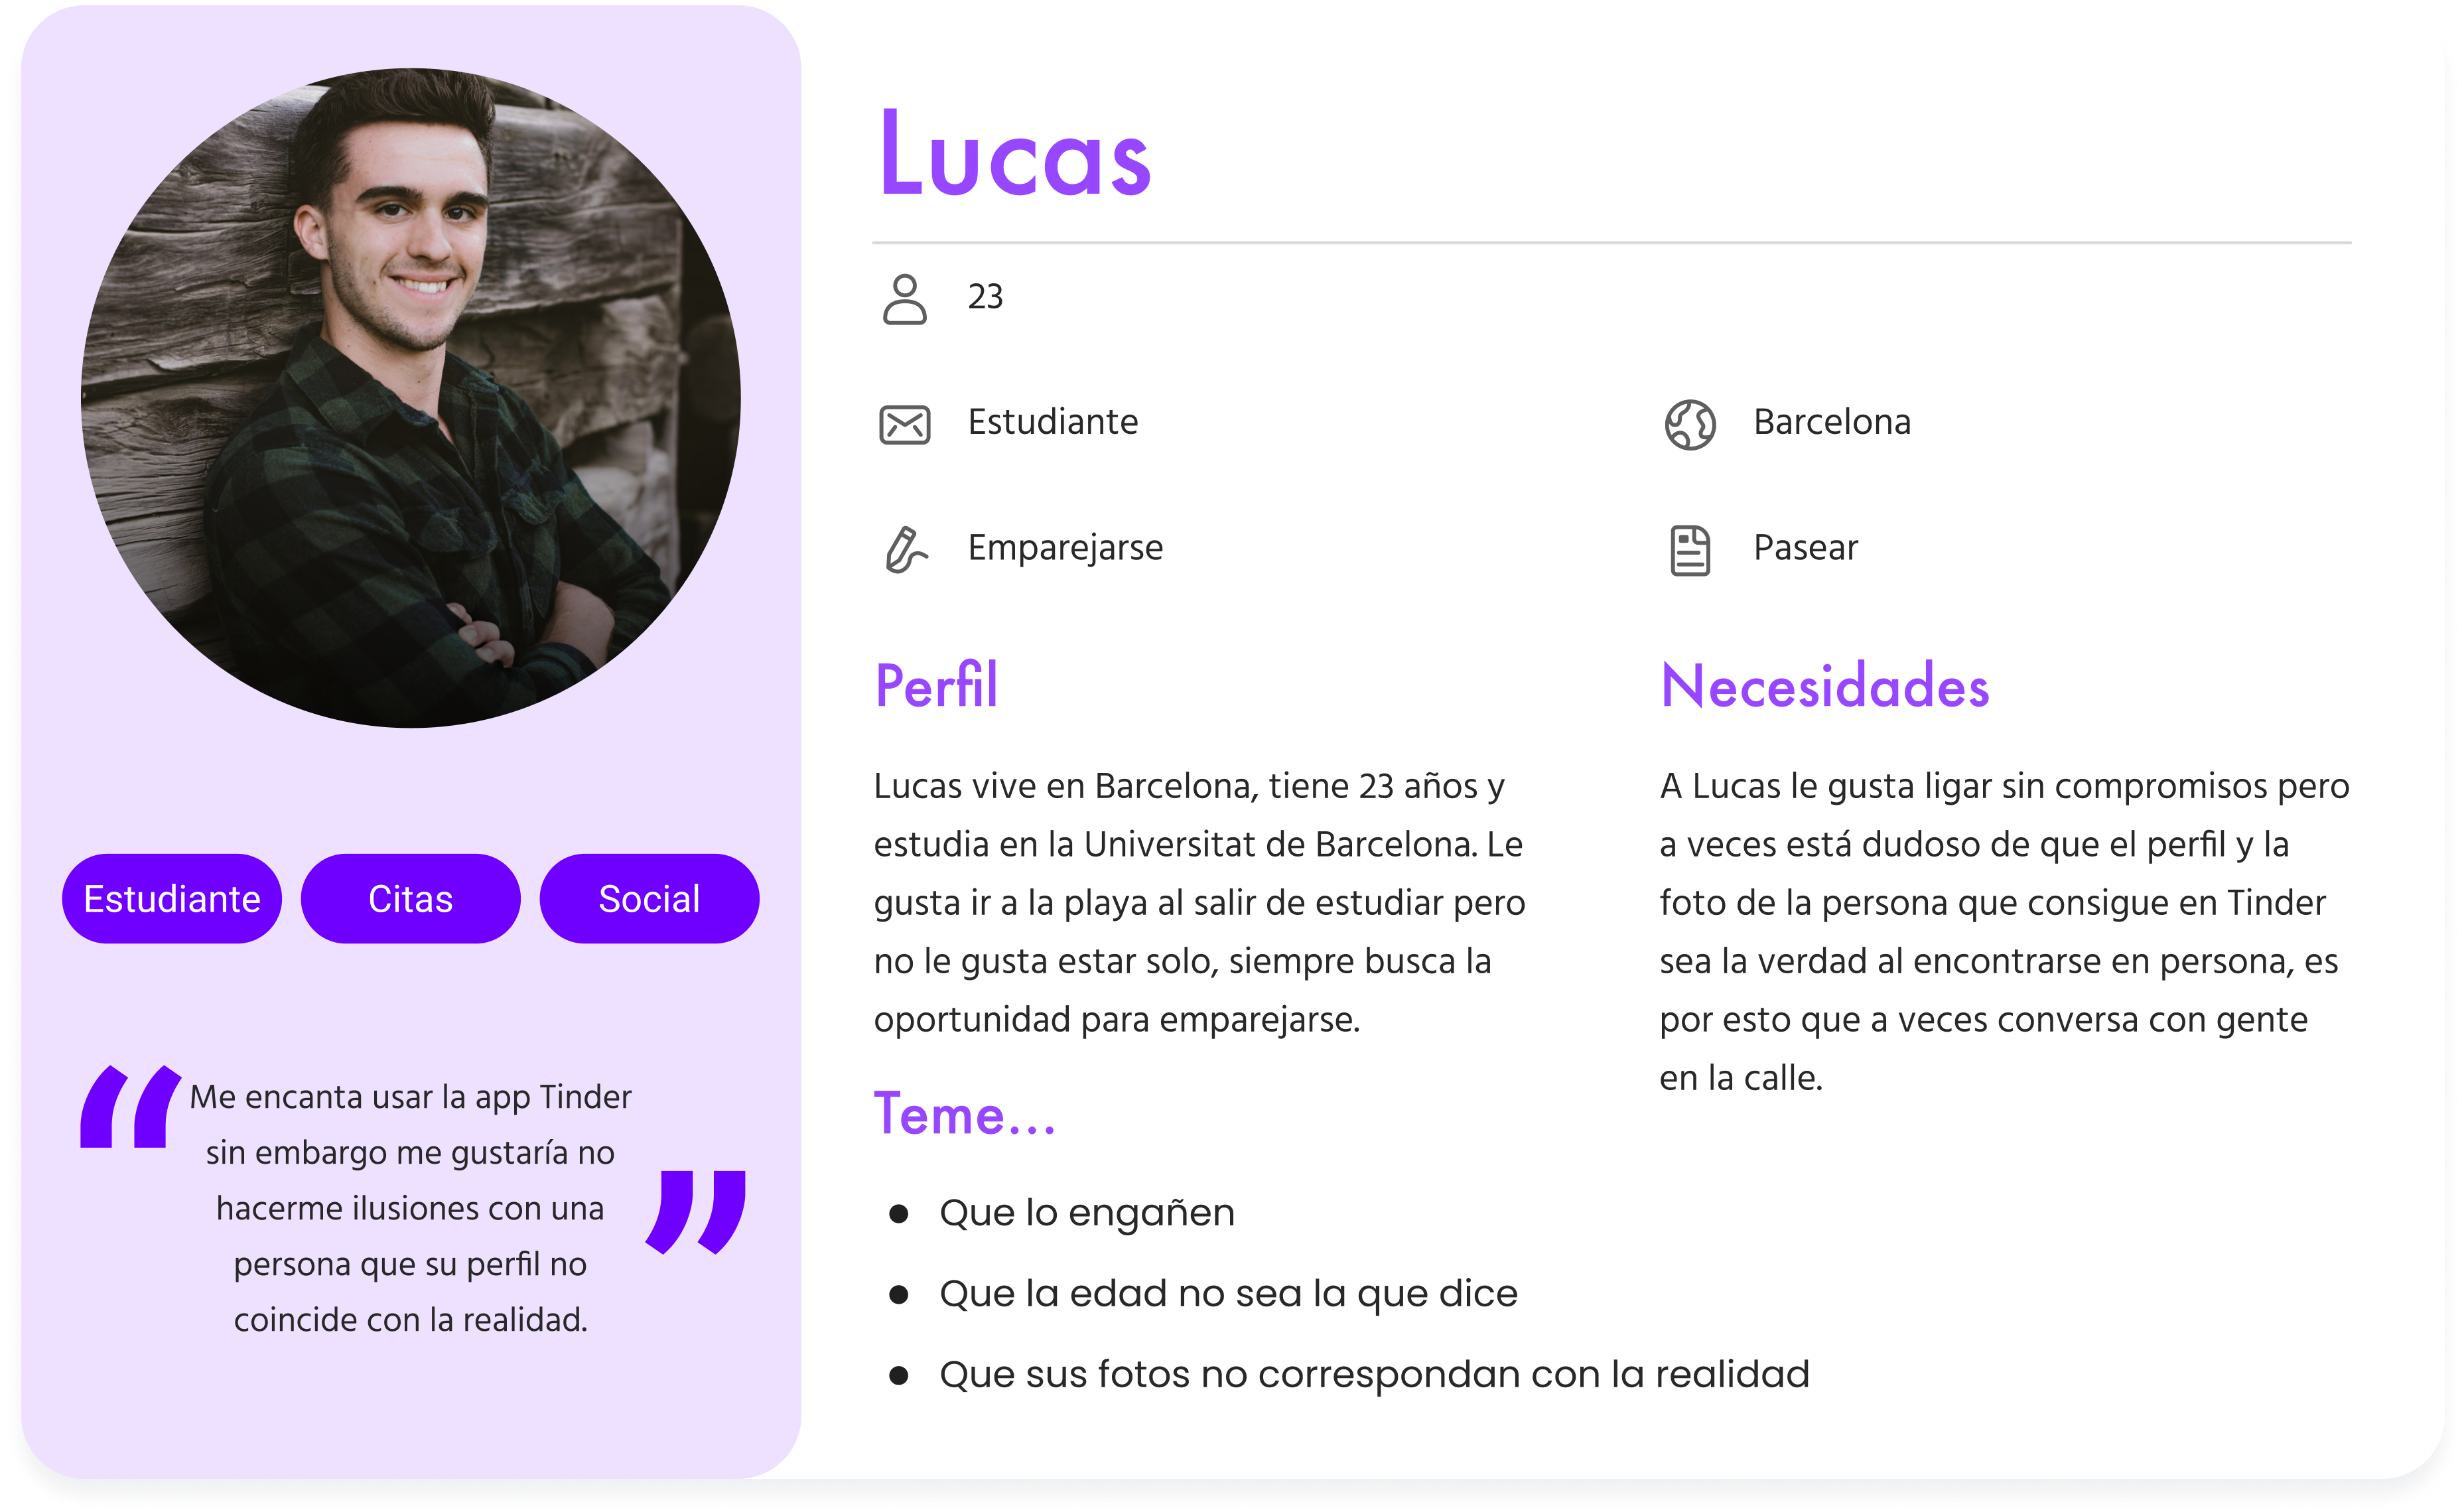 Lucas
23
Estudiante
Barcelona
Emparejarse
Pasear
Estudiante
Citas
Social
“ Me encanta usar la app Tinder
sin embargo me gustaría no
hacerme ilusiones con una
persona que su perfil no
coincide con la realidad. ”
Perfil
Lucas vive en Barcelona, tiene 23 años y
estudia en la Universitat de Barcelona. Le
gusta ir a la playa al salir de estudiar pero
no le gusta estar solo, siempre busca la
oportunidad para emparejarse.
Necesidades
A Lucas le gusta ligar sin compromisos pero
a veces está dudoso de que el perfil y la
foto de la persona que consigue en Tinder
sea la verdad al encontrarse en persona, es
por esto que a veces conversa con gente
en la calle.
Teme...
● Que lo engañen
● Que la edad no sea la que dice
● Que sus fotos no correspondan con la realidad